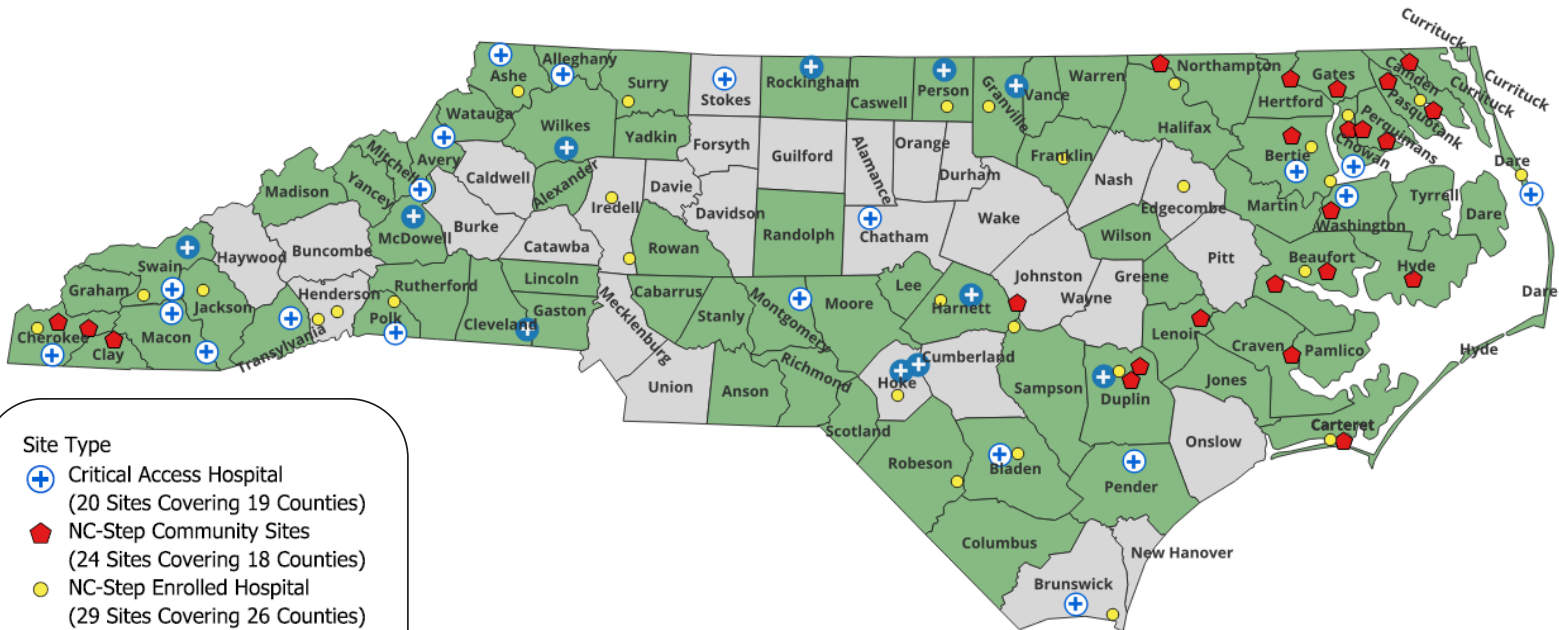 Currituck
Alleghany
Ashe
Surry
Stokes
Rockingham
Caswell
Person
Granville
Vance
Warren
Northampton
Gates
Camden
Currituck
Currituck
Hertford
Pasquotank
Watauga
Wilkes
Yadkin
Forsyth
Guilford
Alamance
Orange
Durham
Franklin
Halifax
Perquimans
Chowan
Bertie
Dare
Mitchell
Avery
Caldwell
Alexander
Iredell
Davie
Davidson
Nash
Edgecombe
Madison
Yancey
Martin
Washington
Tyrrell
Dare
McDowell
Burke
Catawba
Rowan
Randolph
Chatham
Wake
Wilson
Pitt
Beaufort
Hyde
Dare
Swain
Haywood
Buncombe
Graham
Jackson
Henderson
Rutherford
Lincoln
Cabarrus
Stanly
Montgomery
Moore
Lee
Harnett
Johnston
Wayne
Greene
Cherokee
Clay
Macon
Transylvania
Polk
Cleveland
Gaston
Mecklenburg
Lenoir
Craven
Pamlico
Hyde
Union
Anson
Richmond
Hoke
Cumberland
Sampson
Duplin
Jones
Scotland
Robeson
Bladen
Pender
Onslow
Carteret
Columbus
Brunswick
New Hanover
Site Type
Critical Access Hospital
(20 Sites Covering 19 Counties)
NC-Step Community Sites
(24 Sites Covering 18 Counties)
NC-Step Enrolled Hospital
(29 Sites Covering 26 Counties)